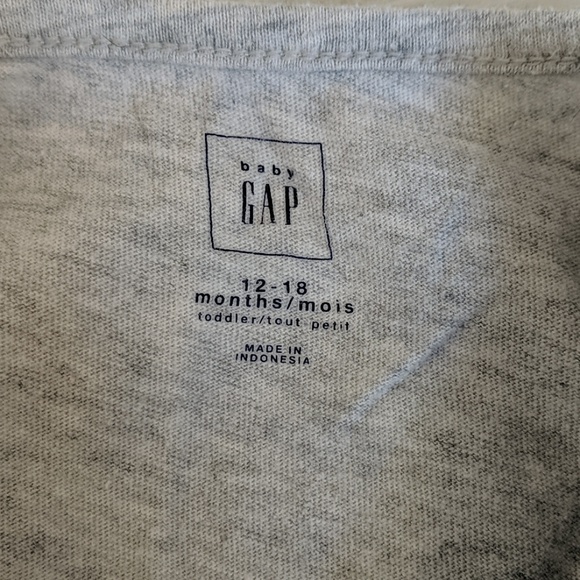 baby
GAP
12-18
months/mois
toddler/tout petit
MADE IN
INDONESIA